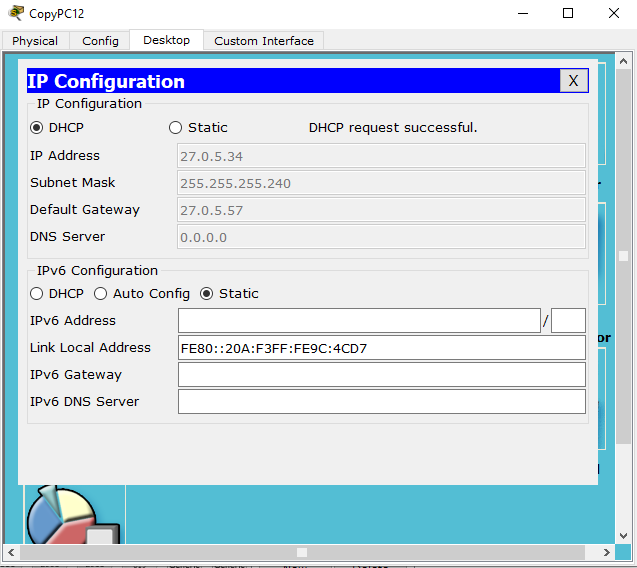 CopyPC12
Physical Config Desktop Custom Interface
IP Configuration X
IP Configuration
DHCP Static DHCP request successful.
IP Address 27.0.5.34
Subnet Mask 255.255.255.240
Default Gateway 27.0.5.57
DNS Server 0.0.0.0
IPv6 Configuration
DHCP Auto Config Static
IPv6 Address /
Link Local Address FE80::20A:F3FF:FE9C:4CD7
IPv6 Gateway
IPv6 DNS Server